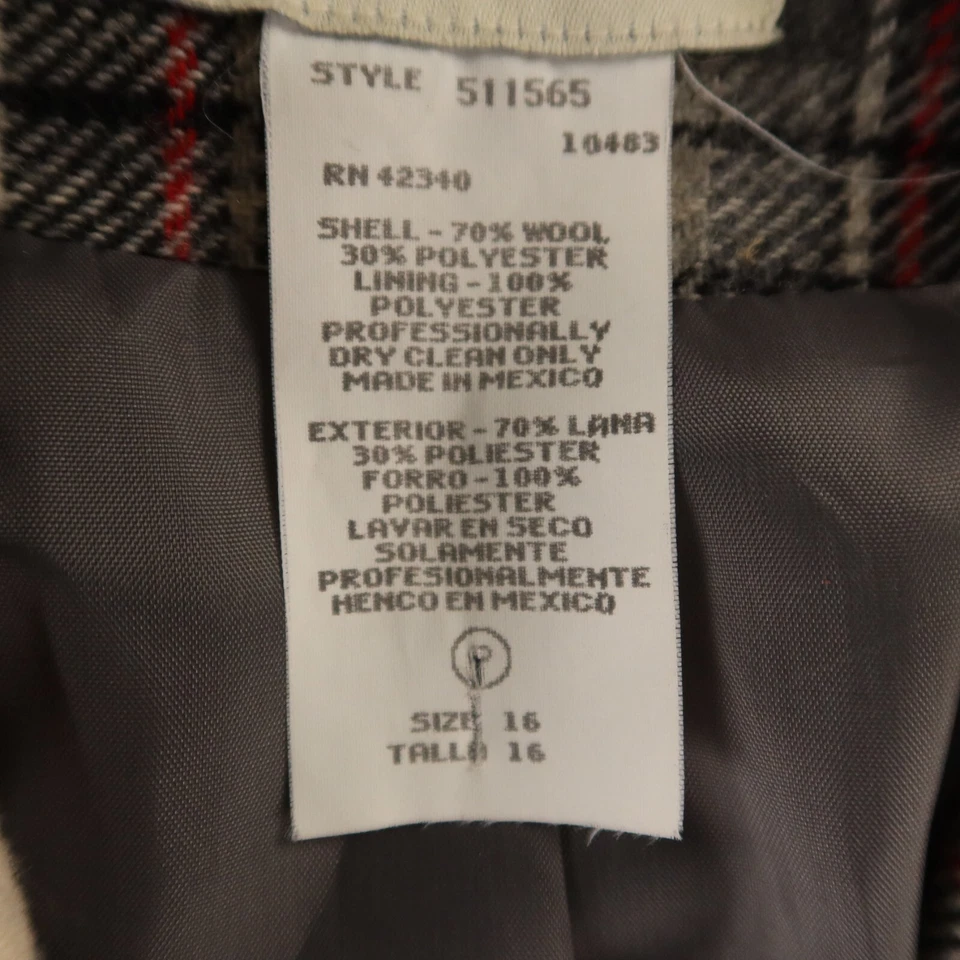 STYLE 511565
10483
RN 42340
SHELL - 70% WOOL
30% POLYESTER
LINING - 100%
POLYESTER
PROFESSIONALLY
DRY CLEAN ONLY
MADE IN MEXICO
EXTERIOR - 70% LANA
30% POLIESTER
FORRO - 100%
POLIESTER
LAVAR EN SECO
SOLAMENTE
PROFESIONALMENTE
HENCO EN MEXICO
P
SIZE 16
TALLA 16